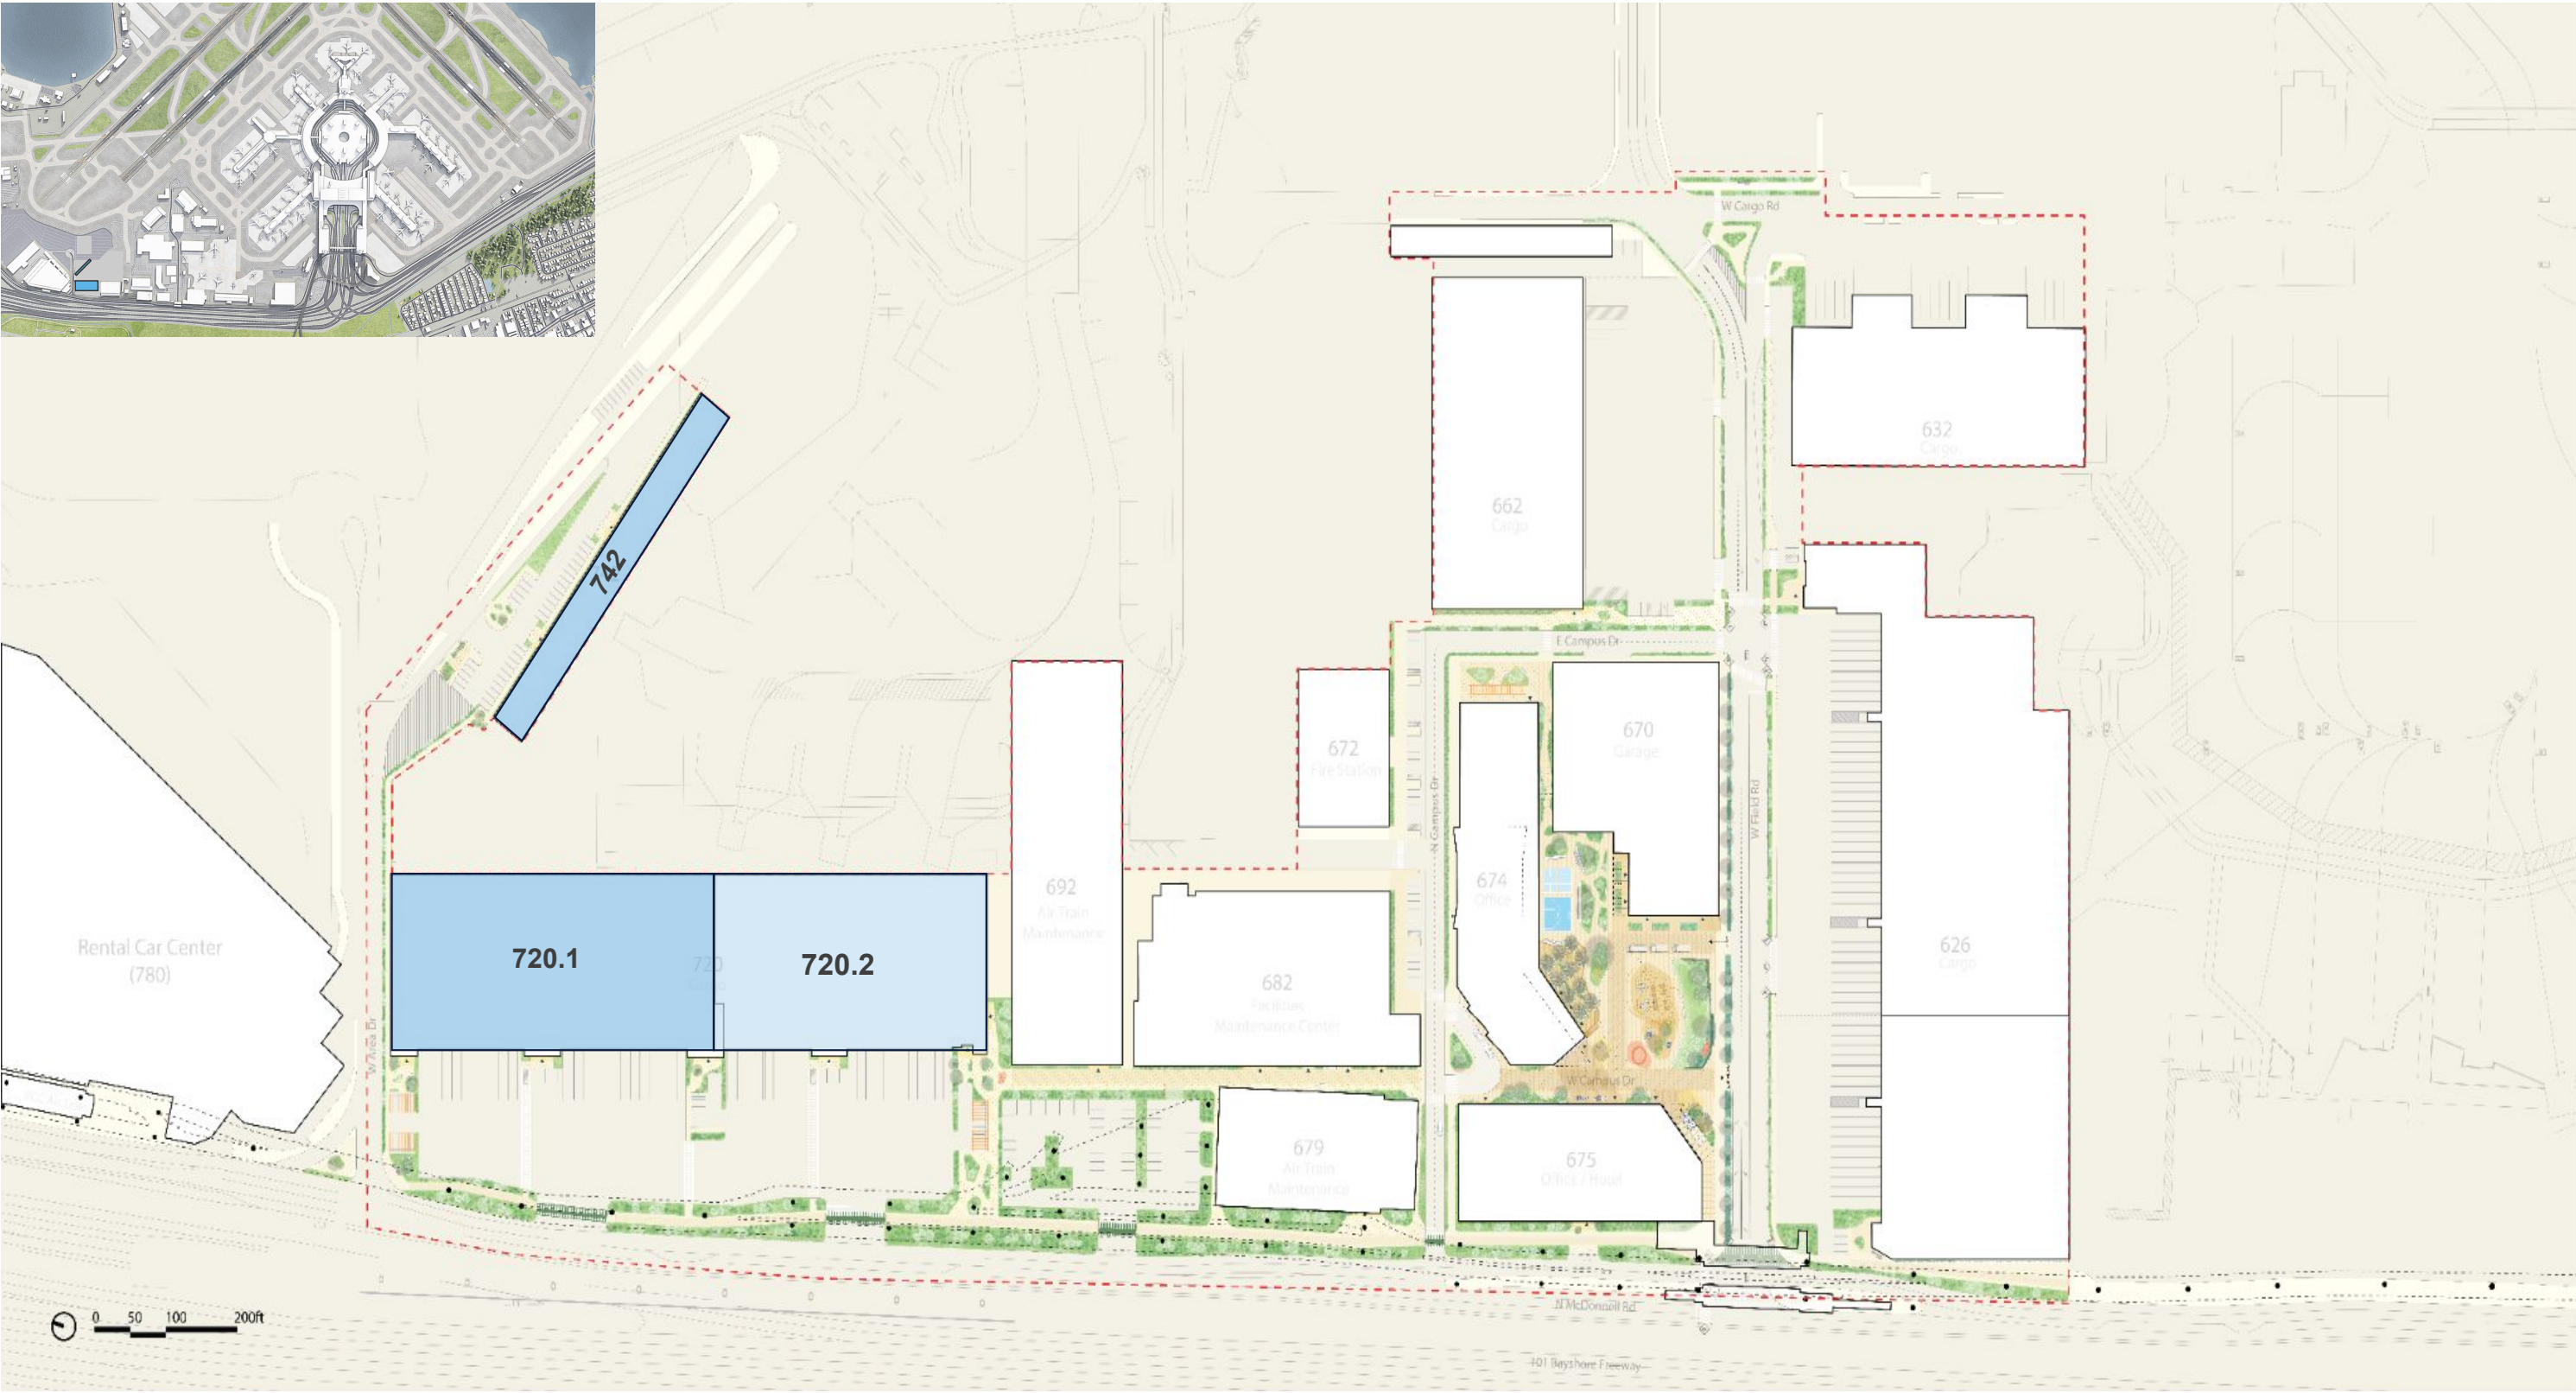 W Cargo Rd
632
Cargo
662
Cargo
742
E Campus Dr
670
Garage
672
Fire Station
N Campus Dr
W Field Rd
674
Office
692
Air Train
Maintenance
626
Cargo
Rental Car Center
(780)
720.1
720
720.2
682
Facilities
Maintenance Center
W Area Dr
W Campus Dr
679
Air Train
Maintenance
675
Office / Hotel
N McDonnell Rd
0 50 100 200ft
101 Bayshore Freeway